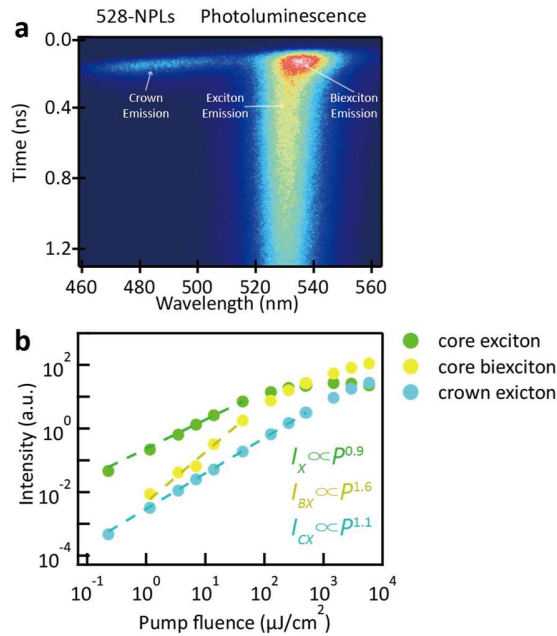 a
528-NPLs Photoluminescence
0.0
0.4
0.8
1.2
Time (ns)
Crown
Emission
Exciton
Emission
Biexciton
Emission
460 480 500 520 540 560
Wavelength (nm)
b
core exciton
core biexciton
crown exicton
10^2
10^0
10^-2
10^-4
Intensity (a.u.)
I_X ∝P^0.9
I_BX ∝P^1.6
I_CX ∝P^1.1
10^-1 10^0 10^1 10^2 10^3 10^4
Pump fluence (µJ/cm^2)